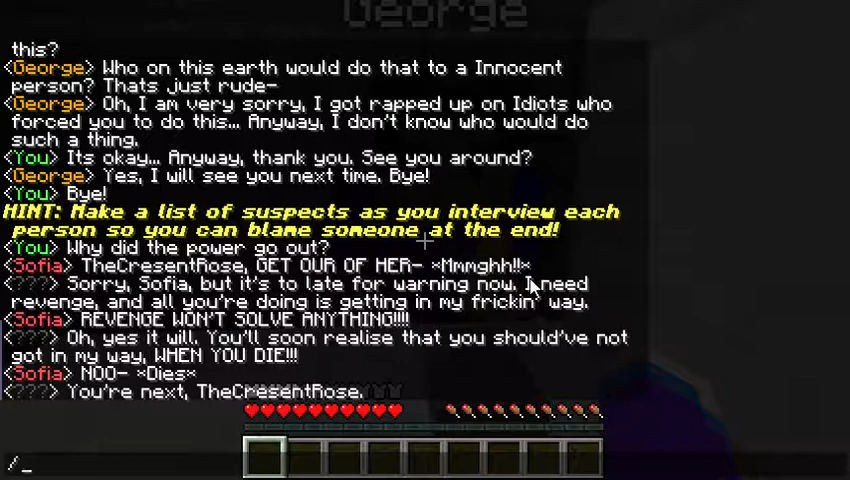 George
this?
<George> Who on this earth would do that to a Innocent
person? Thats just rude-
<George> Oh, I am very sorry, I got rapped up on Idiots who
forced you to do this... Anyway, I don't know who would do
such a thing.
<You> Its okay... Anyway, thank you. See you around?
<George> Yes, I will see you next time. Bye!
<You> Bye!
HINT: Make a list of suspects as you interview each
person so you can blame someone at the end!
<You> Why did the power go out?
<Sofia> TheCresentRose, GET OUR OF HER- *Mmmghh!!*
<???> Sorry, Sofia, but it's to late for warning now. I need
revenge, and all you're doing is getting in my frickin' way.
<Sofia> REVENGE WON'T SOLVE ANYTHING!!!!
<???> Oh, yes it will. You'll soon realise that you should've not
got in my way, WHEN YOU DIE!!!
<Sofia> NOO- *Dies*
<???> You're next, TheCresentRose.
/_